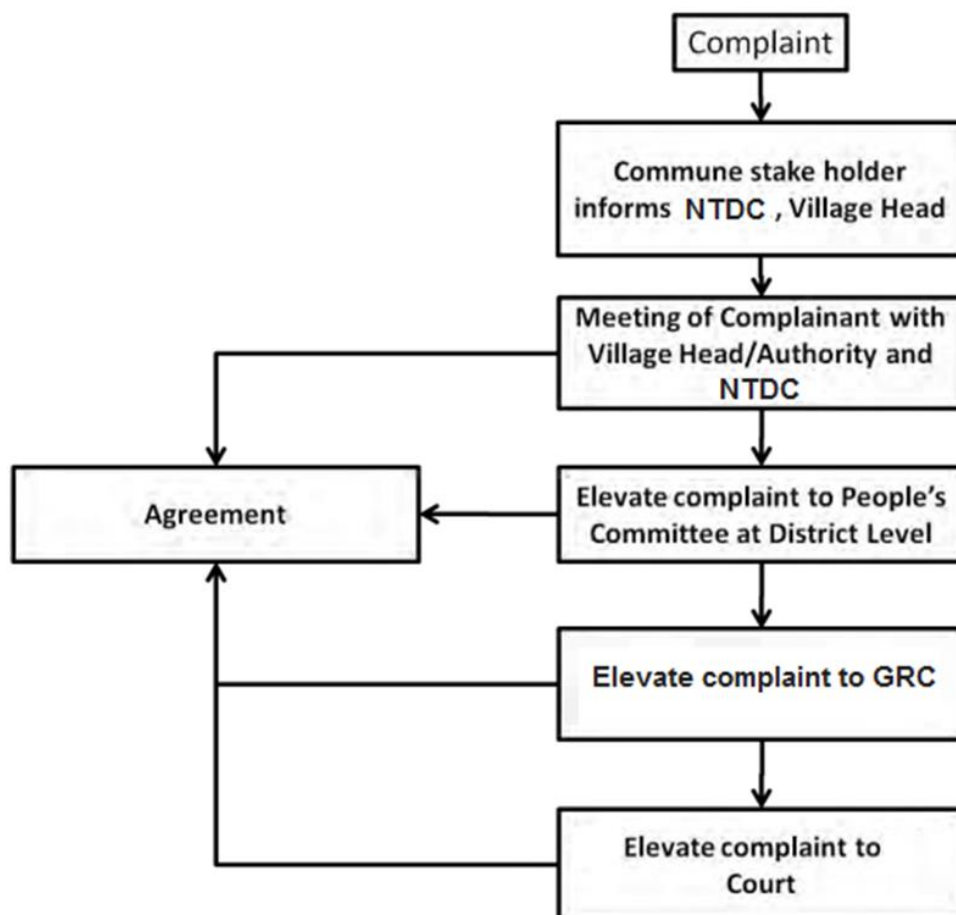 Complaint
Commune stake holder
informs NTDC , Village Head
Meeting of Complainant with
Village Head/Authority and
NTDC
Agreement
Elevate complaint to People's
Committee at District Level
Elevate complaint to GRC
Elevate complaint to
Court